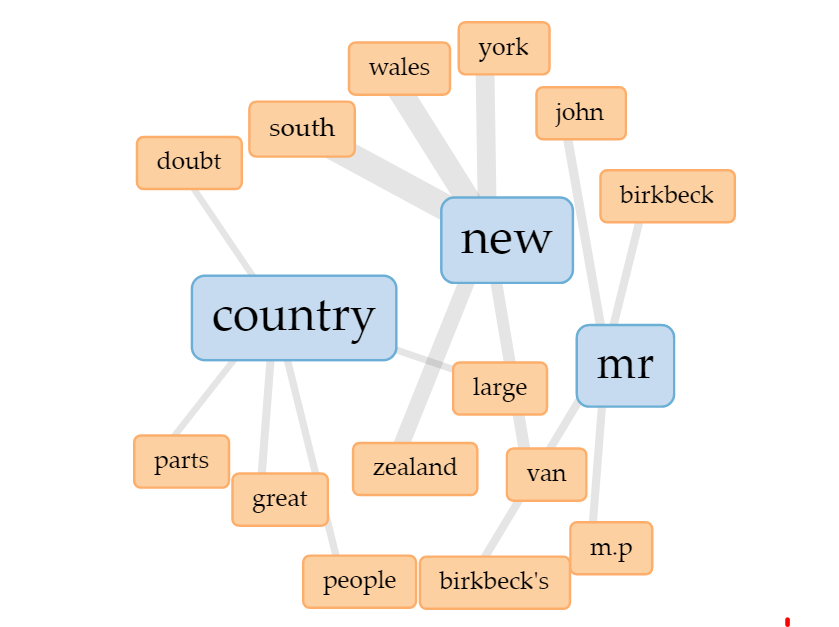 york
wales
john
south
doubt
birkbeck
new
country
mr
large
parts
zealand
van
great
m.p
people
birkbeck's